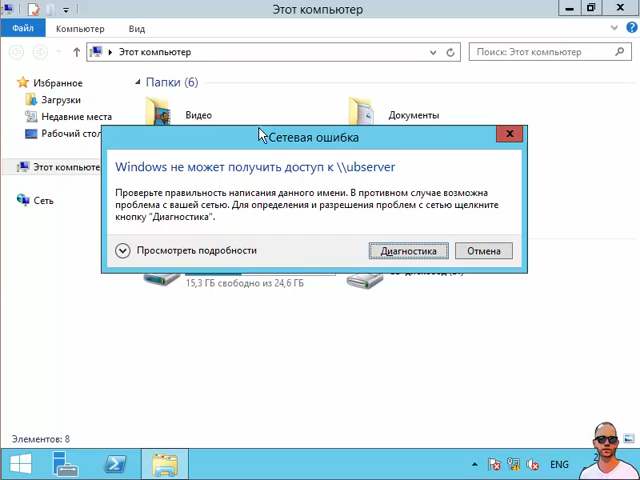 Этот компьютер
Файл
Компьютер
Вид
Этот компьютер
Поиск: Этот компьютер
Избранное
Загрузки
Недавние места
Рабочий стол
Этот компьютер
Сеть
Папки (6)
Видео
Документы
Сетевая ошибка
Windows не может получить доступ к \\ubserver
Проверьте правильность написания данного имени. В противном случае возможна
проблема с вашей сетью. Для определения и разрешения проблем с сетью щелкните
кнопку "Диагностика".
Просмотреть подробности
Диагностика
Отмена
15,3 ГБ свободно из 24,6 ГБ
Элементов: 8
ENG